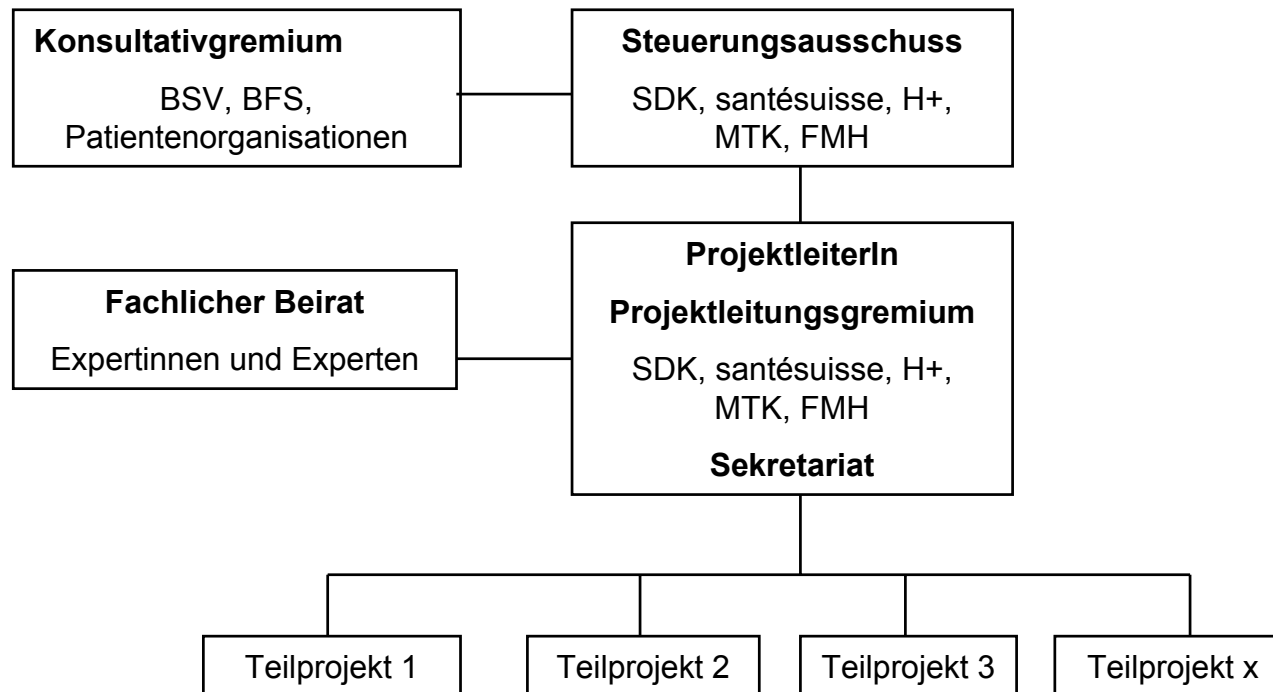 Konsultativgremium
BSV, BFS,
Patientenorganisationen
Steuerungsausschuss
SDK, santésuisse, H+,
MTK, FMH
Fachlicher Beirat
Expertinnen und Experten
ProjektleiterIn
Projektleitungsgremium
SDK, santésuisse, H+,
MTK, FMH
Sekretariat
Teilprojekt 1
Teilprojekt 2
Teilprojekt 3
Teilprojekt x